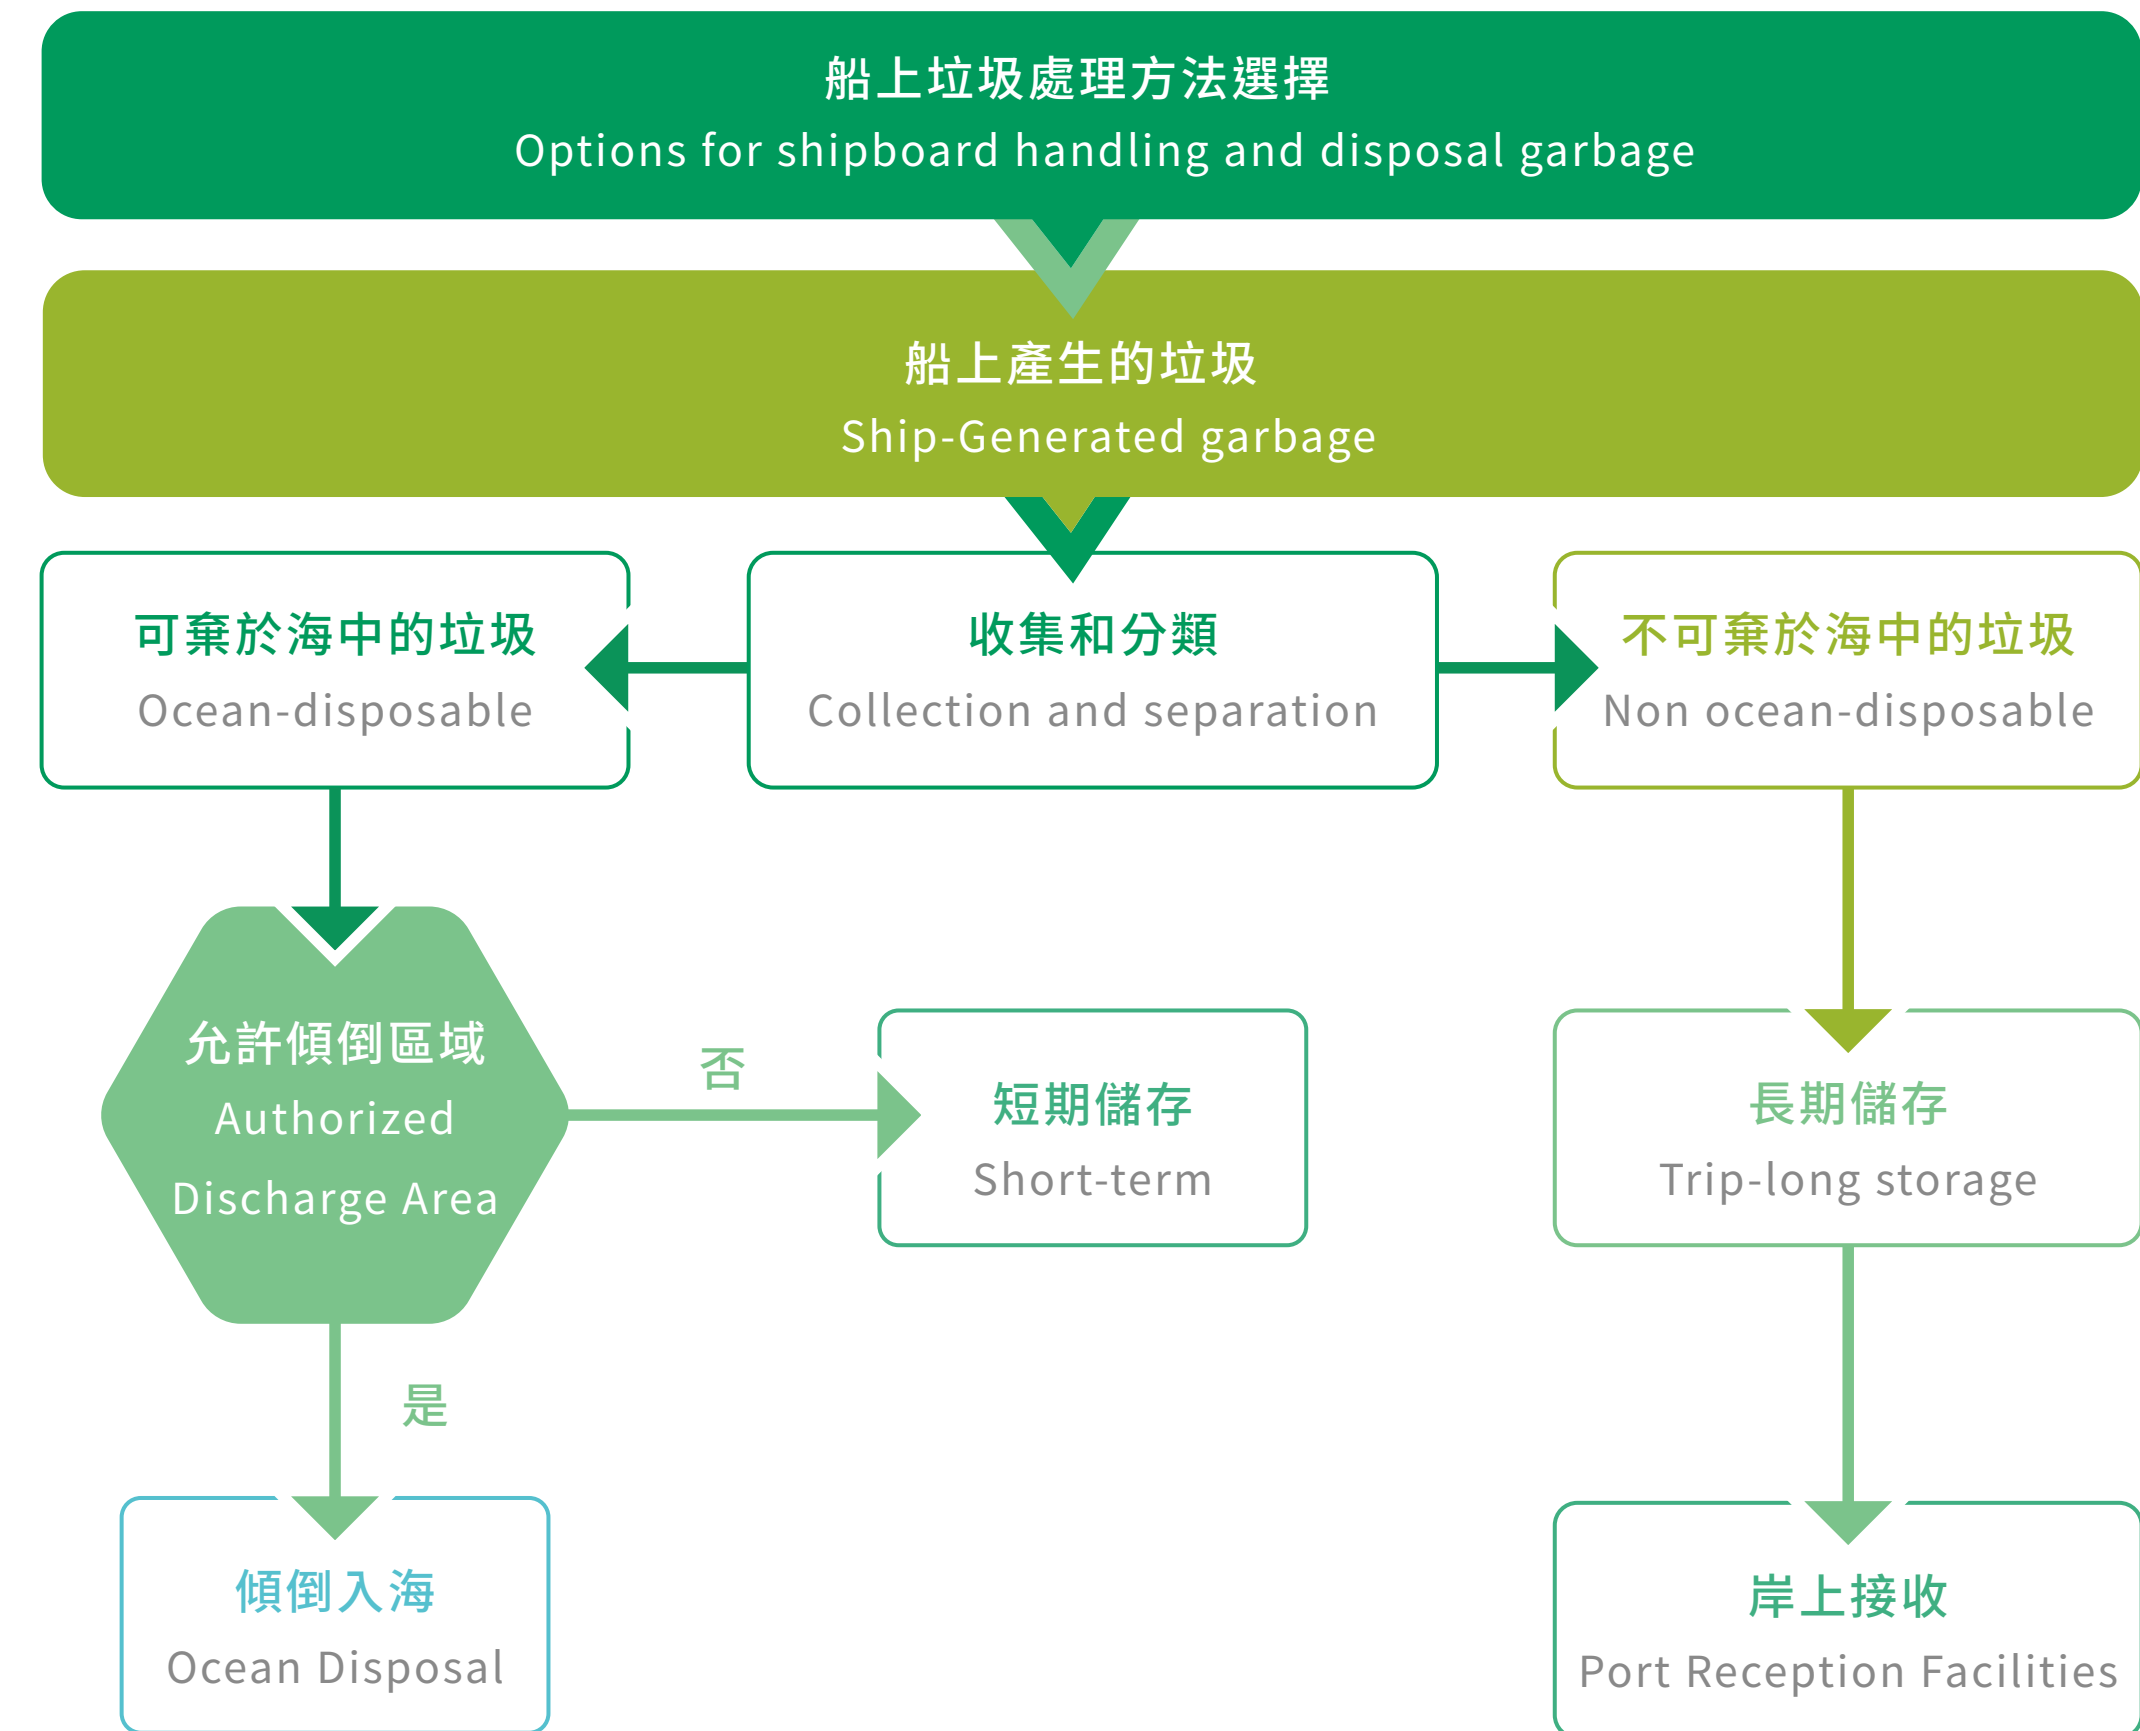 船上垃圾處理方法選擇
Options for shipboard handling and disposal garbage
船上產生的垃圾
Ship-Generated garbage
可棄於海中的垃圾
Ocean-disposable
收集和分類
Collection and separation
不可棄於海中的垃圾
Non ocean-disposable
允許傾倒區域
Authorized
Discharge Area
否
短期儲存
Short-term
長期儲存
Trip-long storage
是
傾倒入海
Ocean Disposal
岸上接收
Port Reception Facilities